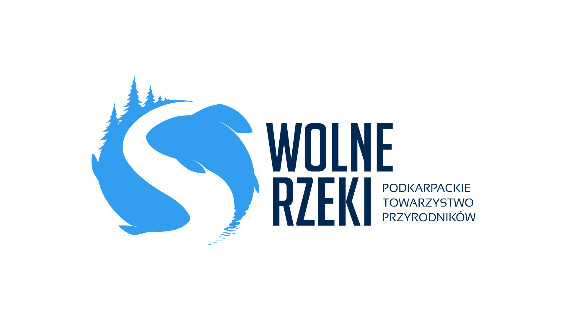 WOLNE
RZEKI
PODKARPACKIE
TOWARZYSTWO
PRZYRODNIKÓW